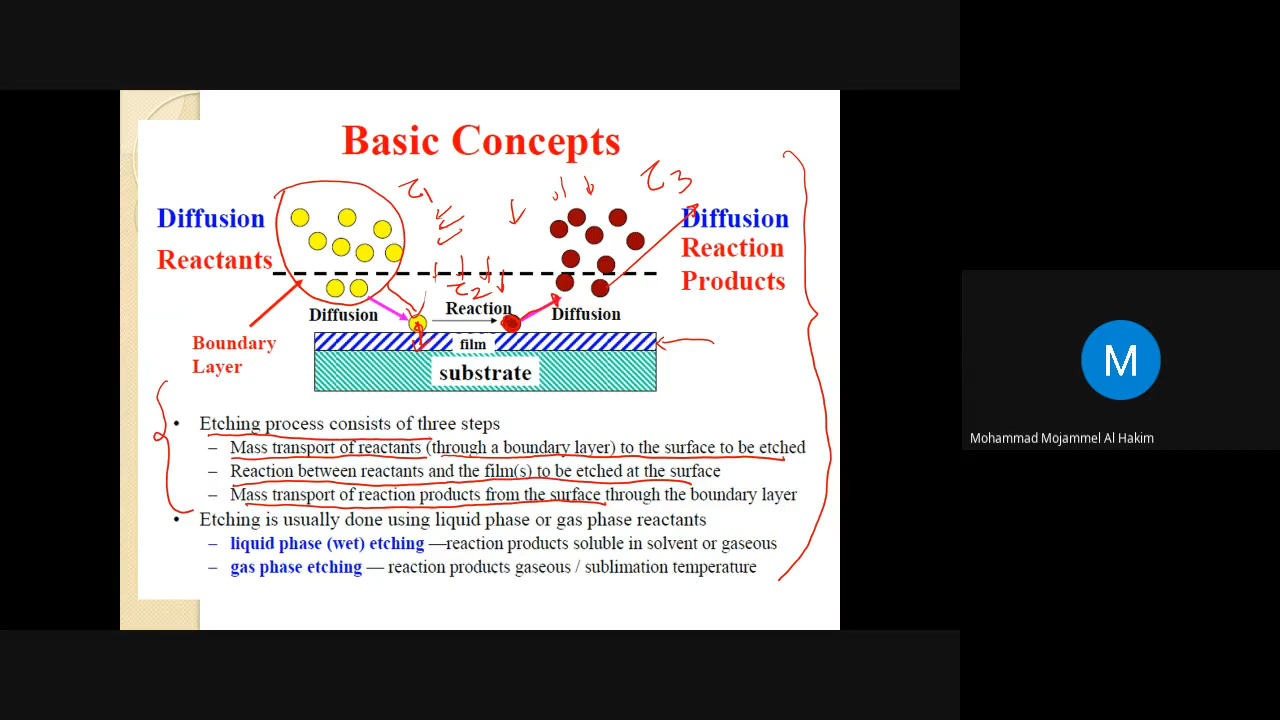 Basic Concepts
τ1
τ3
Diffusion
Diffusion
Reactants
Reaction
Products
τ2
Reaction
Diffusion
Diffusion
Boundary
Layer
film
substrate
• Etching process consists of three steps
– Mass transport of reactants (through a boundary layer) to the surface to be etched
– Reaction between reactants and the film(s) to be etched at the surface
– Mass transport of reaction products from the surface through the boundary layer
• Etching is usually done using liquid phase or gas phase reactants
– liquid phase (wet) etching —reaction products soluble in solvent or gaseous
– gas phase etching — reaction products gaseous / sublimation temperature
M
Mohammad Mojammel Al Hakim